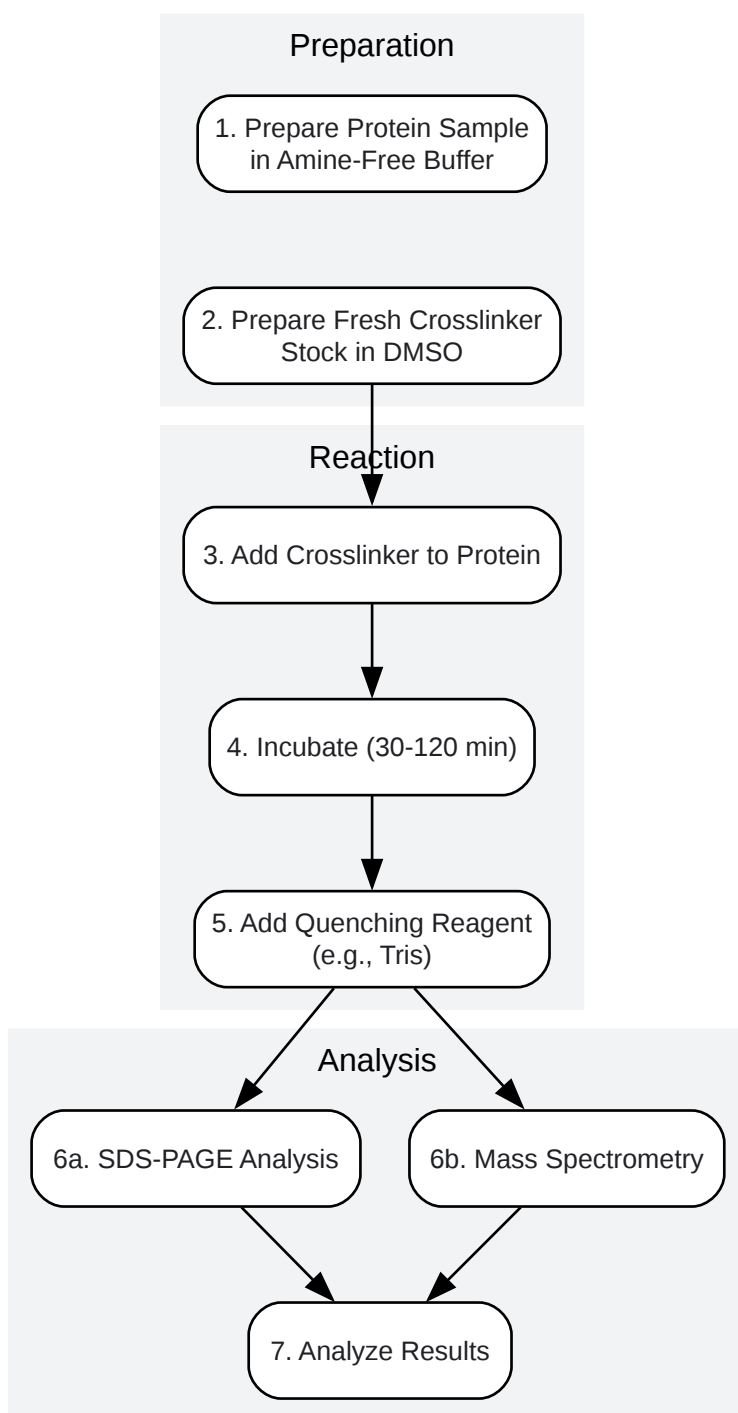 Preparation
1. Prepare Protein Sample
in Amine-Free Buffer
2. Prepare Fresh Crosslinker
Stock in DMSO
Reaction
3. Add Crosslinker to Protein
4. Incubate (30-120 min)
5. Add Quenching Reagent
(e.g., Tris)
Analysis
6a. SDS-PAGE Analysis
6b. Mass Spectrometry
7. Analyze Results